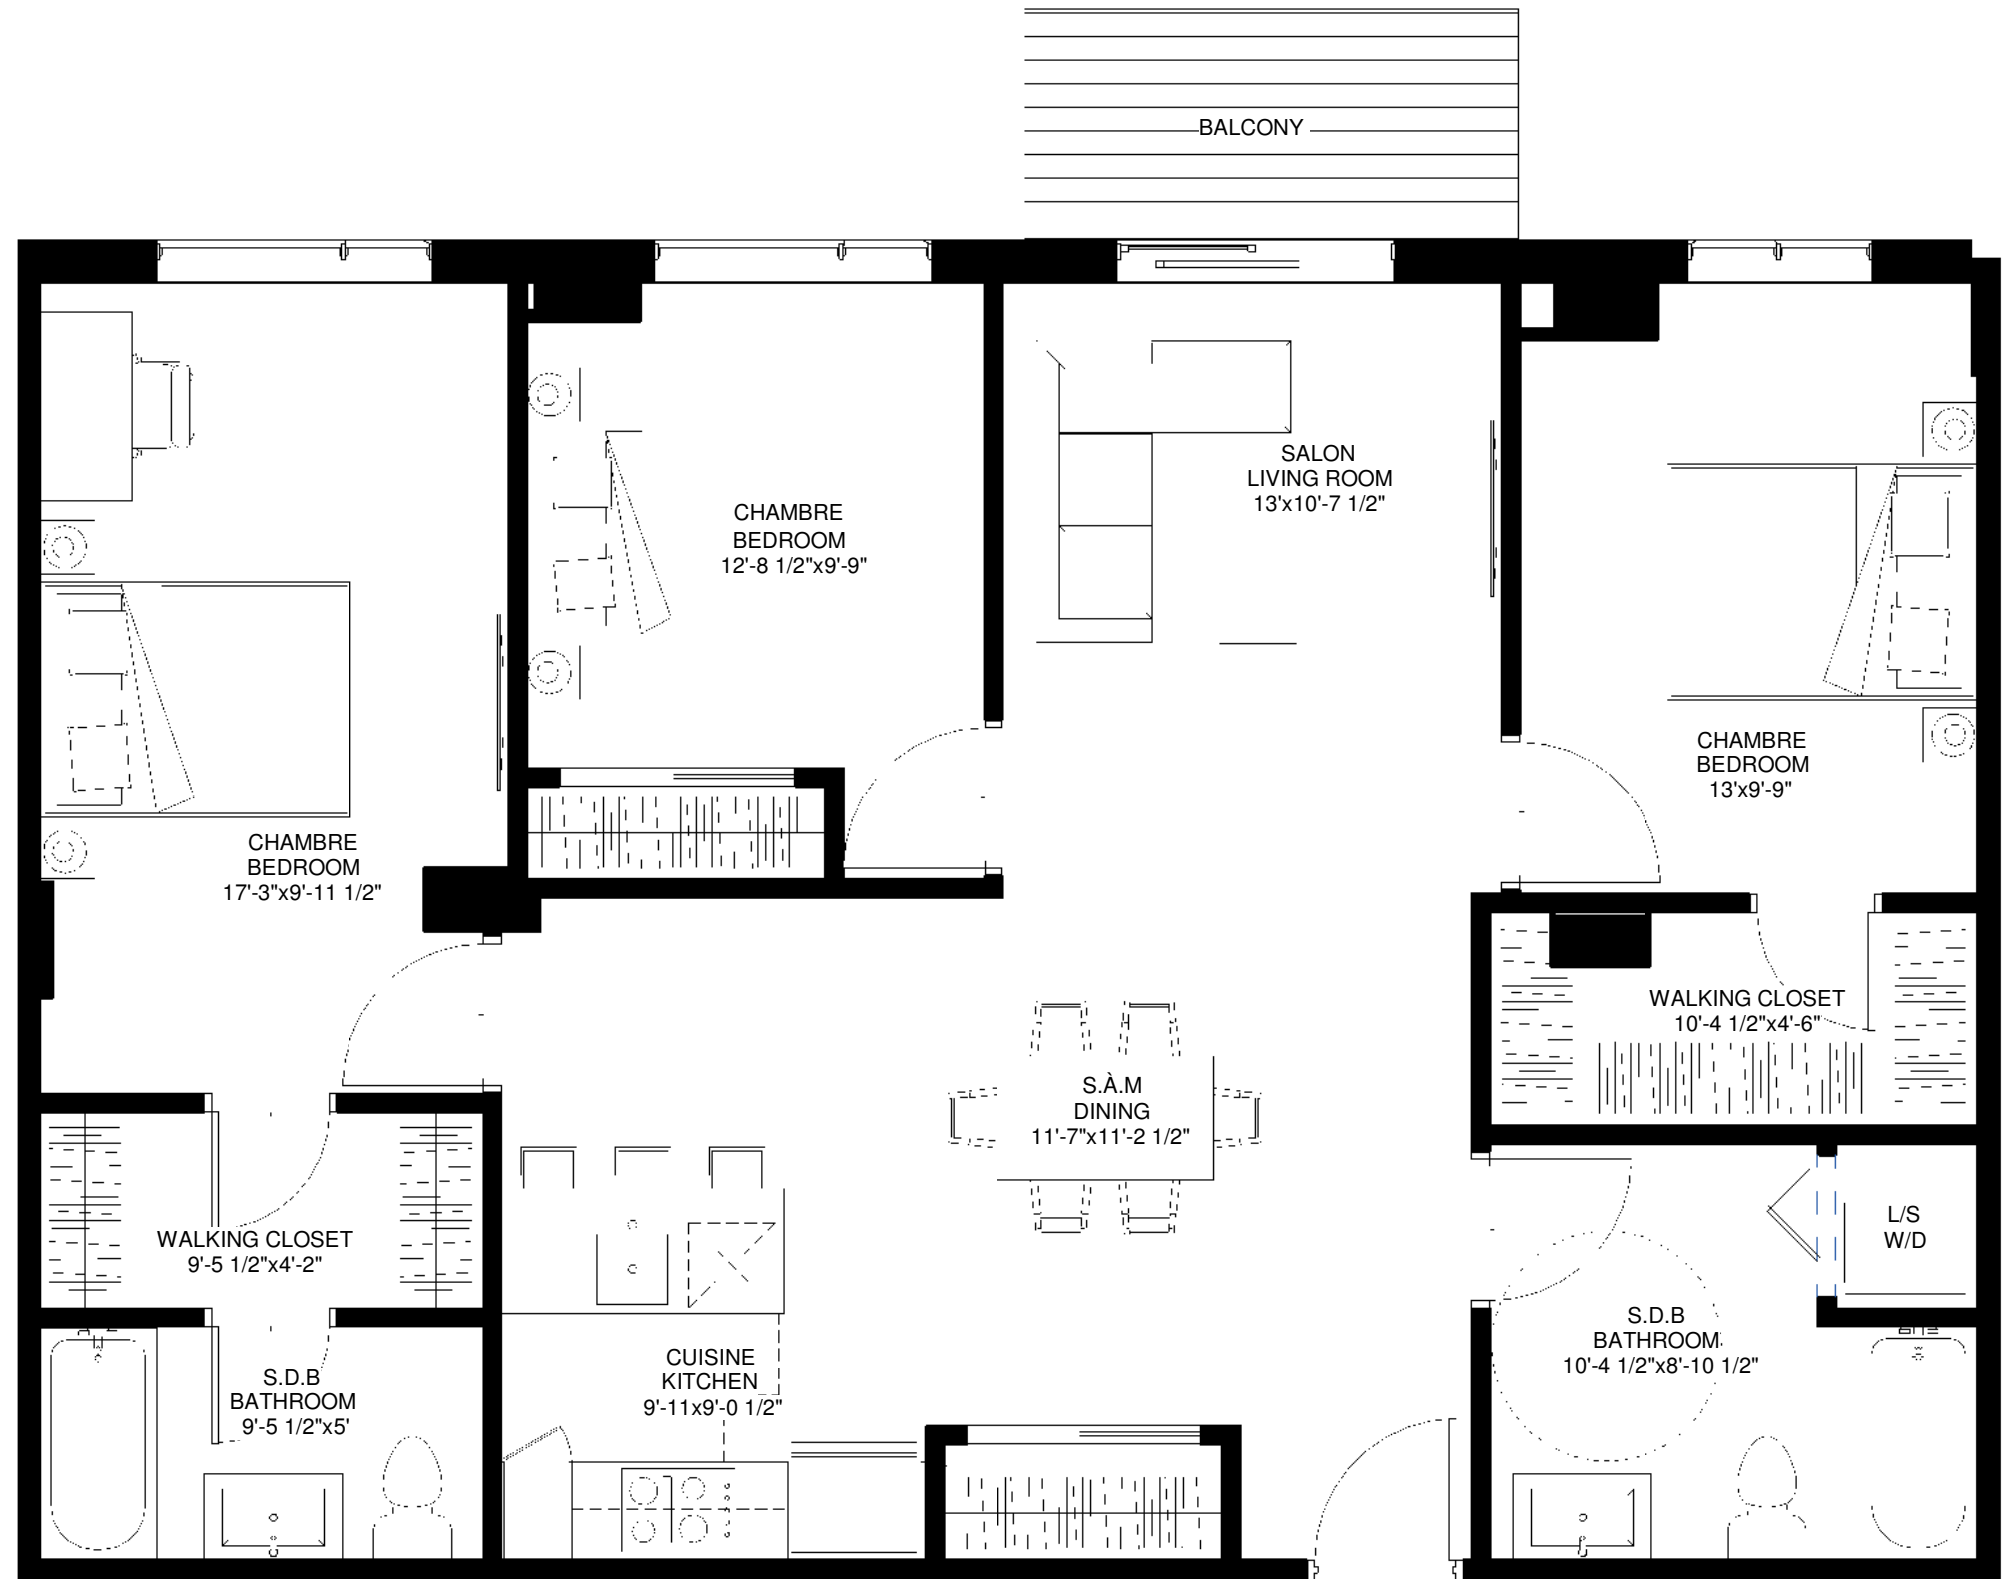 BALCONY
SALON
LIVING ROOM
13'x10'-7 1/2"
CHAMBRE
BEDROOM
12'-8 1/2"x9'-9"
CHAMBRE
BEDROOM
13'x9'-9"
CHAMBRE
BEDROOM
17'-3"x9'-11 1/2"
WALKING CLOSET
10'-4 1/2"x4'-6"
S.À.M
DINING
11'-7"x11'-2 1/2"
WALKING CLOSET
9'-5 1/2"x4'-2"
L/S
W/D
S.D.B
BATHROOM
10'-4 1/2"x8'-10 1/2"
CUISINE
KITCHEN
9'-11x9'-0 1/2"
S.D.B
BATHROOM
9'-5 1/2"x5'